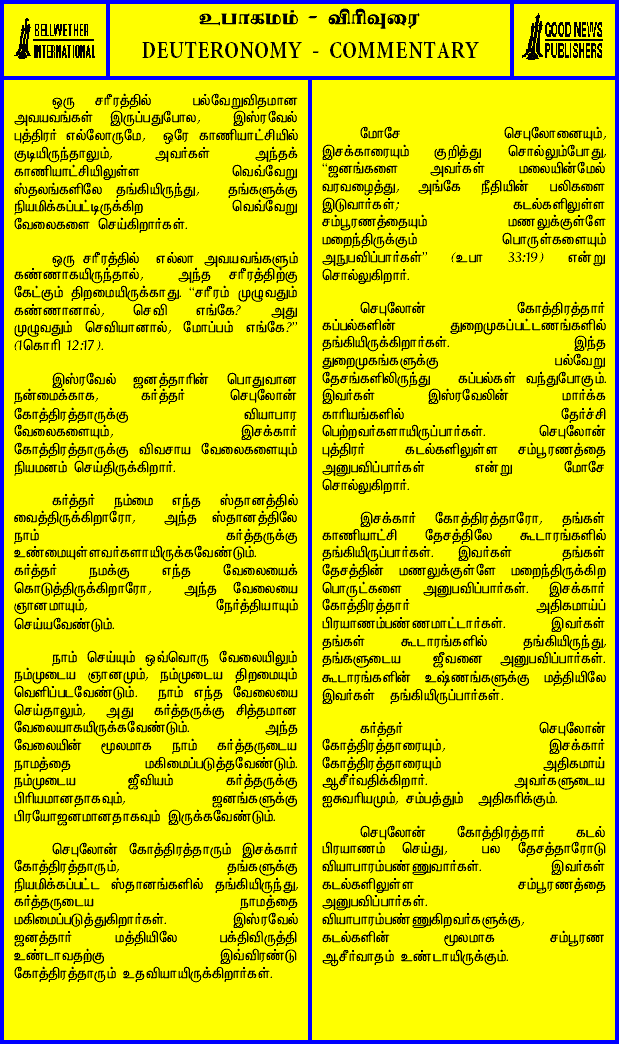 BELLWETHER
INTERNATIONAL
உபாகமம் - விரிவுரை
DEUTERONOMY - COMMENTARY
GOOD NEWS
PUBLISHERS
ஒரு சரீரத்தில் பல்வேறுவிதமான
அவயவங்கள் இருப்பதுபோல, இஸ்ரவேல்
புத்திரர் எல்லோருமே, ஒரே காணியாட்சியில்
குடியிருந்தாலும், அவர்கள் அந்தக்
காணியாட்சியிலுள்ள வெவ்வேறு
ஸ்தலங்களிலே தங்கியிருந்து, தங்களுக்கு
நியமிக்கப்பட்டிருக்கிற வெவ்வேறு
வேலைகளை செய்கிறார்கள்.
ஒரு சரீரத்தில் எல்லா அவயவங்களும்
கண்ணாகயிருந்தால், அந்த சரீரத்திற்கு
கேட்கும் திறமையிருக்காது. “சரீரம் முழுவதும்
கண்ணானால், செவி எங்கே? அது
முழுவதும் செவியானால், மோப்பம் எங்கே?”
(1கொரி 12:17).
இஸ்ரவேல் ஜனத்தாரின் பொதுவான
நன்மைக்காக, கர்த்தர் செபுலோன்
கோத்திரத்தாருக்கு வியாபார
வேலைகளையும், இசக்கார்
கோத்திரத்தாருக்கு விவசாய வேலைகளையும்
நியமனம் செய்திருக்கிறார்.
கர்த்தர் நம்மை எந்த ஸ்தானத்தில்
வைத்திருக்கிறாரோ, அந்த ஸ்தானத்திலே
நாம் கர்த்தருக்கு
உண்மையுள்ளவர்களாயிருக்கவேண்டும்.
கர்த்தர் நமக்கு எந்த வேலையைக்
கொடுத்திருக்கிறாரோ, அந்த வேலையை
ஞானமாயும், நேர்த்தியாயும்
செய்யவேண்டும்.
நாம் செய்யும் ஒவ்வொரு வேலையிலும்
நம்முடைய ஞானமும், நம்முடைய திறமையும்
வெளிப்படவேண்டும். நாம் எந்த வேலையை
செய்தாலும், அது கர்த்தருக்கு சித்தமான
வேலையாகயிருக்கவேண்டும். அந்த
வேலையின் மூலமாக நாம் கர்த்தருடைய
நாமத்தை மகிமைப்படுத்தவேண்டும்.
நம்முடைய ஜீவியம் கர்த்தருக்கு
பிரியமானதாகவும், ஜனங்களுக்கு
பிரயோஜனமானதாகவும் இருக்கவேண்டும்.
செபுலோன் கோத்திரத்தாரும் இசக்கார்
கோத்திரத்தாரும், தங்களுக்கு
நியமிக்கப்பட்ட ஸ்தானங்களில் தங்கியிருந்து,
கர்த்தருடைய நாமத்தை
மகிமைப்படுத்துகிறார்கள். இஸ்ரவேல்
ஜனத்தார் மத்தியிலே பக்திவிருத்தி
உண்டாவதற்கு இவ்விரண்டு
கோத்திரத்தாரும் உதவியாயிருக்கிறார்கள்.
மோசே செபுலோனையும்,
இசக்காரையும் குறித்து சொல்லும்போது,
“ஜனங்களை அவர்கள் மலையின்மேல்
வரவழைத்து, அங்கே நீதியின் பலிகளை
இடுவார்கள்; கடல்களிலுள்ள
சம்பூரணத்தையும் மணலுக்குள்ளே
மறைந்திருக்கும் பொருள்களையும்
அநுபவிப்பார்கள்” (உபா 33:19) என்று
சொல்லுகிறார்.
செபுலோன் கோத்திரத்தார்
கப்பல்களின் துறைமுகப்பட்டணங்களில்
தங்கியிருக்கிறார்கள். இந்த
துறைமுகங்களுக்கு பல்வேறு
தேசங்களிலிருந்து கப்பல்கள் வந்துபோகும்.
இவர்கள் இஸ்ரவேலின் மார்க்க
காரியங்களில் தேர்ச்சி
பெற்றவர்களாயிருப்பார்கள். செபுலோன்
புத்திரர் கடல்களிலுள்ள சம்பூரணத்தை
அனுபவிப்பார்கள் என்று மோசே
சொல்லுகிறார்.
இசக்கார் கோத்திரத்தாரோ, தங்கள்
காணியாட்சி தேசத்திலே கூடாரங்களில்
தங்கியிருப்பார்கள். இவர்கள் தங்கள்
தேசத்தின் மணலுக்குள்ளே மறைந்திருக்கிற
பொருட்களை அனுபவிப்பார்கள். இசக்கார்
கோத்திரத்தார் அதிகமாய்ப்
பிரயாணம்பண்ணமாட்டார்கள். இவர்கள்
தங்கள் கூடாரங்களில் தங்கியிருந்து,
தங்களுடைய ஜீவனை அனுபவிப்பார்கள்.
கூடாரங்களின் உஷ்ணங்களுக்கு மத்தியிலே
இவர்கள் தங்கியிருப்பார்கள்.
கர்த்தர் செபுலோன்
கோத்திரத்தாரையும், இசக்கார்
கோத்திரத்தாரையும் அதிகமாய்
ஆசீர்வதிக்கிறார். அவர்களுடைய
ஐசுவரியமும், சம்பத்தும் அதிகரிக்கும்.
செபுலோன் கோத்திரத்தார் கடல்
பிரயாணம் செய்து, பல தேசத்தாரோடு
வியாபாரம்பண்ணுவார்கள். இவர்கள்
கடல்களிலுள்ள சம்பூரணத்தை
அனுபவிப்பார்கள்.
வியாபாரம்பண்ணுகிறவர்களுக்கு,
கடல்களின் மூலமாக சம்பூரண
ஆசீர்வாதம் உண்டாயிருக்கும்.